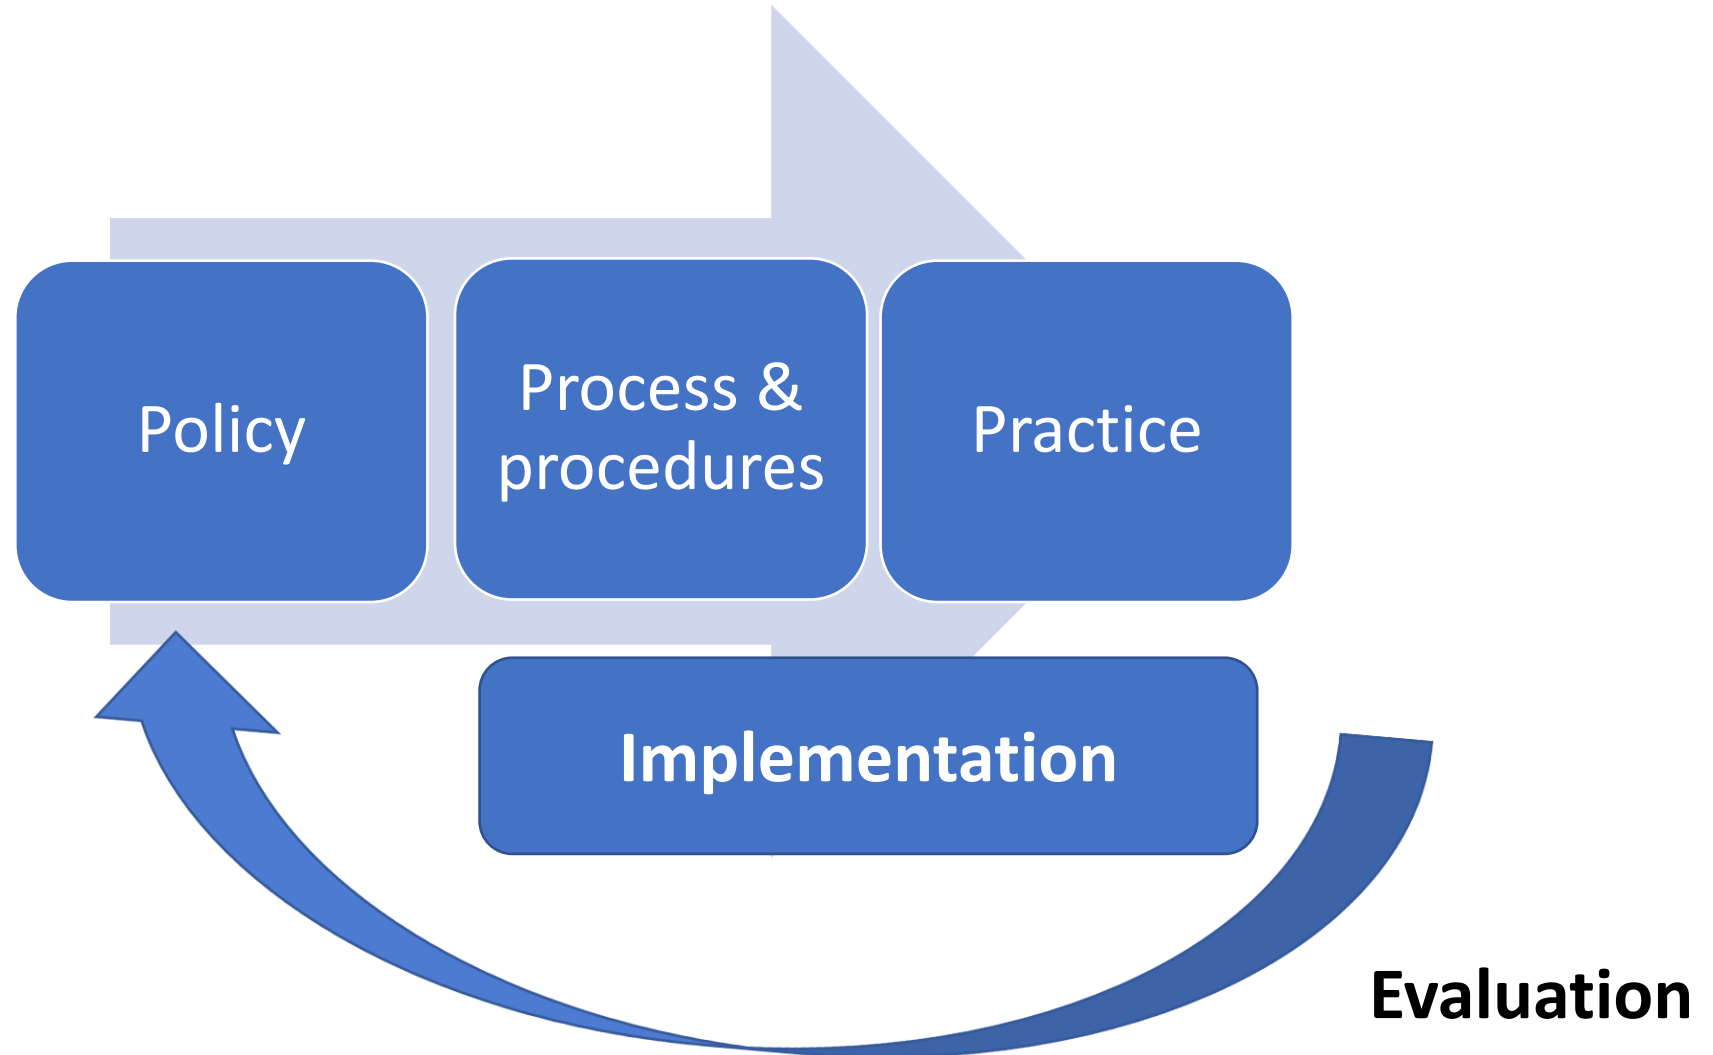 Policy
Process &
procedures
Practice
Implementation
Evaluation